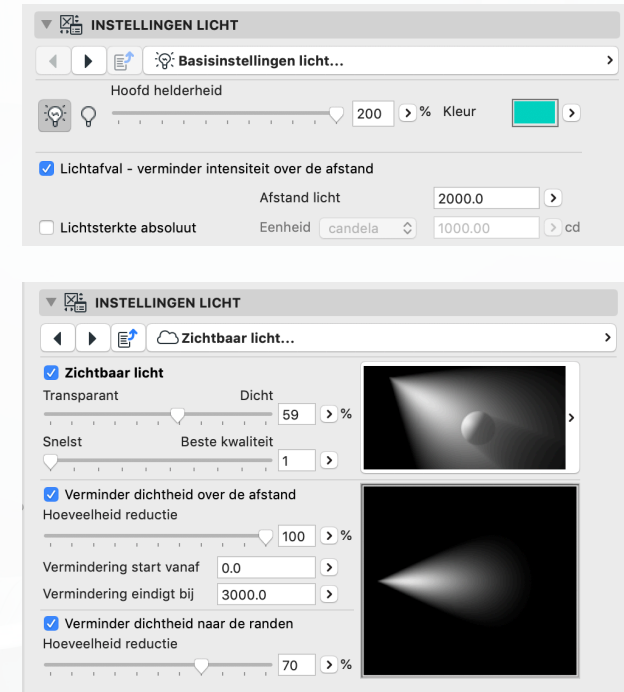 INSTELLINGEN LICHT
Basisinstellingen licht...
Hoofd helderheid
200 % Kleur
Lichtafval - verminder intensiteit over de afstand
Afstand licht 2000.0
Lichtsterkte absoluut Eenheid candela 1000.00 cd
INSTELLINGEN LICHT
Zichtbaar licht...
Zichtbaar licht
Transparant Dicht
59 %
Snelst Beste kwaliteit
1
Verminder dichtheid over de afstand
Hoeveelheid reductie
100 %
Vermindering start vanaf 0.0
Vermindering eindigt bij 3000.0
Verminder dichtheid naar de randen
Hoeveelheid reductie
70 %